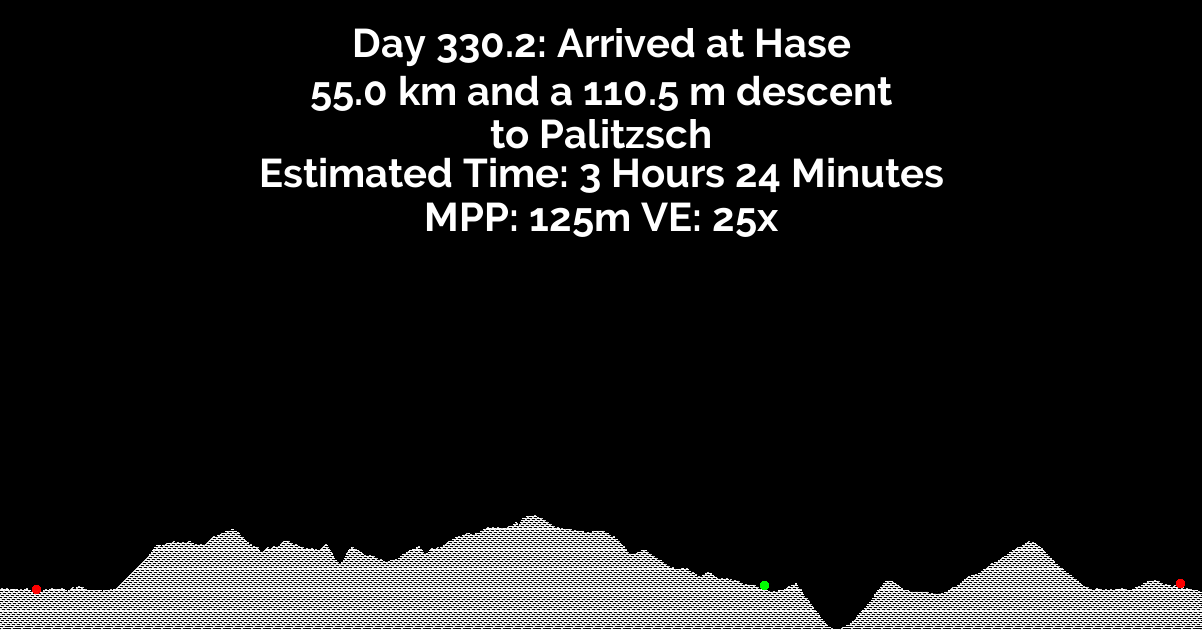 Day 330.2: Arrived at Hase
55.0 km and a 110.5 m descent
to Palitzsch
Estimated Time: 3 Hours 24 Minutes
MPP: 125m VE: 25x